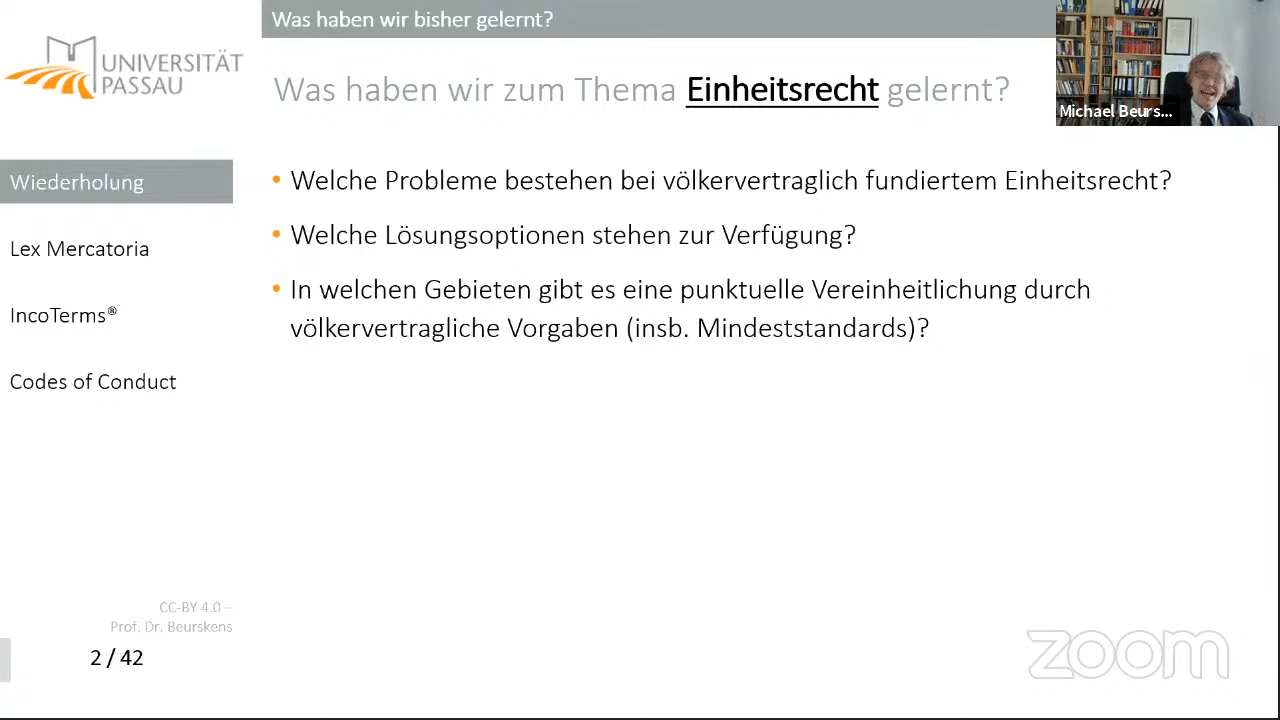 Was haben wir bisher gelernt?
UNIVERSITÄT
PASSAU
Was haben wir zum Thema Einheitsrecht gelernt?
Michael Beurs...
Wiederholung
Lex Mercatoria
IncoTerms®
Codes of Conduct
• Welche Probleme bestehen bei völkervertraglich fundiertem Einheitsrecht?
• Welche Lösungsoptionen stehen zur Verfügung?
• In welchen Gebieten gibt es eine punktuelle Vereinheitlichung durch
völkervertragliche Vorgaben (insb. Mindeststandards)?
CC-BY 4.0 –
Prof. Dr. Beurskens
2 / 42
zoom